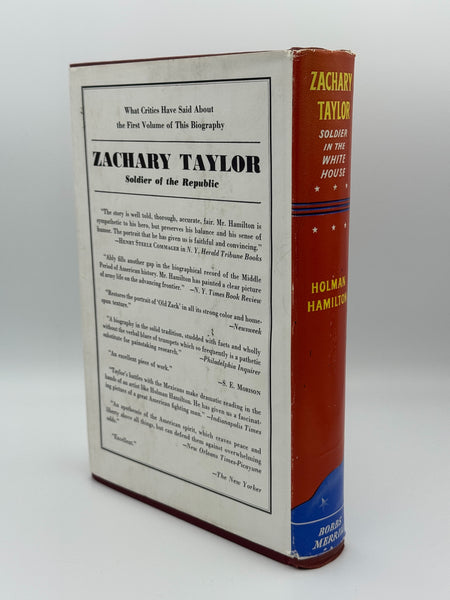 What Critics Have Said About
the First Volume of This Biography
ZACHARY TAYLOR
Soldier of the Republic
"The story is well told, thorough, accurate, fair. Mr. Hamilton is
sympathetic to his hero, but preserves his balance and his sense of
humor. The portrait that he has given us is faithful and convincing."
—HENRY STEELE COMMAGER in N. Y. Herald Tribune Books
"Ably fills another gap in the biographical record of the Middle
Period of American history. Mr. Hamilton has painted a clear picture
of army life on the advancing frontier." —N. Y. Times Book Review
"Restores the portrait of 'Old Zack' in all its strong color and home-
spun texture."
—Newsweek
"A biography in the solid tradition, studded with facts and wholly
without the verbal blare of trumpets which so frequently is a pathetic
substitute for painstaking research."
—Philadelphia Inquirer
"An excellent piece of work."
—S. E. MORISON
"Taylor's battles with the Mexicans make dramatic reading in the
hands of an artist like Holman Hamilton. He has given us a fascinat-
ing picture of a great American fighting man." —Indianapolis Times
"An apotheosis of the American spirit, which craves peace and
liberty above all things, but can defend them against overwhelming
odds."
—New Orleans Times-Picayune
"Excellent."
—The New Yorker
ZACHARY
TAYLOR
SOLDIER
IN THE
WHITE
HOUSE
HOLMAN
HAMILTON
BOBBS
MERRILL